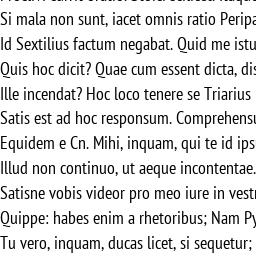 Si mala non sunt, iacet omnis ratio Peripa
Id Sextilius factum negabat. Quid me istu
Quis hoc dicit? Quae cum essent dicta, dis
Ille incendat? Hoc loco tenere se Triarius
Satis est ad hoc responsum. Comprehensu
Equidem e Cn. Mihi, inquam, qui te id ips
Illud non continuo, ut aeque incontentae.
Satisne vobis videor pro meo iure in vestr
Quippe: habes enim a rhetoribus; Nam Py
Tu vero, inquam, ducas licet, si sequetur;